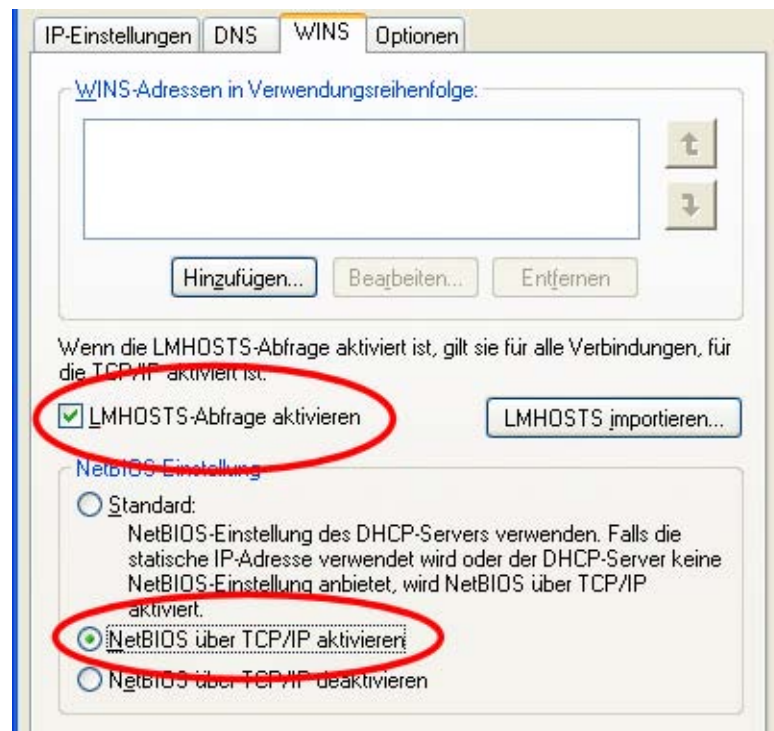 IP-Einstellungen DNS WINS Optionen
WINS-Adressen in Verwendungsreihenfolge:
Hinzufügen... Bearbeiten... Entfernen
Wenn die LMHOSTS-Abfrage aktiviert ist, gilt sie für alle Verbindungen, für
die TCP/IP aktiviert ist.
LMHOSTS-Abfrage aktivieren LMHOSTS importieren...
NetBIOS-Einstellung
Standard:
NetBIOS-Einstellung des DHCP-Servers verwenden. Falls die
statische IP-Adresse verwendet wird oder der DHCP-Server keine
NetBIOS-Einstellung anbietet, wird NetBIOS über TCP/IP
aktiviert.
NetBIOS über TCP/IP aktivieren
NetBIOS über TCP/IP deaktivieren